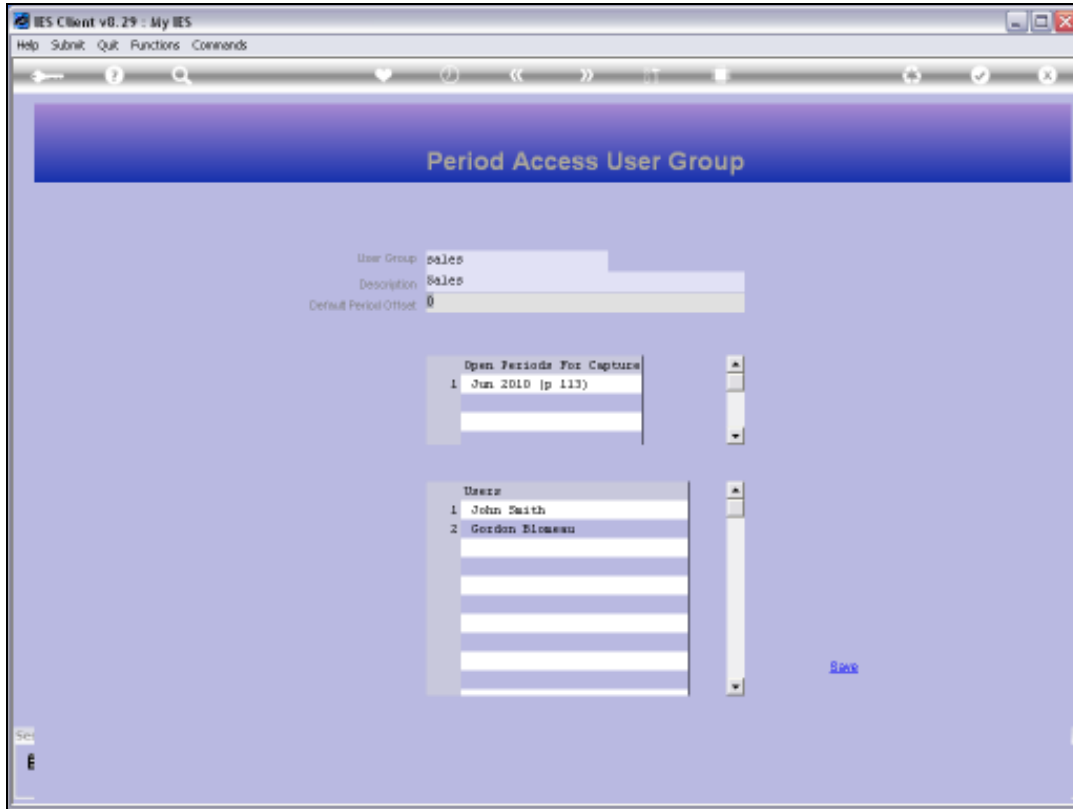 IES Client v8.29 : My IES
Help Submit Quit Functions Commands
Period Access User Group
User Group sales
Description Sales
Default Period Offset 0
Open Periods For Capture
1 Jun 2010 (p 113)
Users
1 John Smith
2 Gordon Blomeau
Save